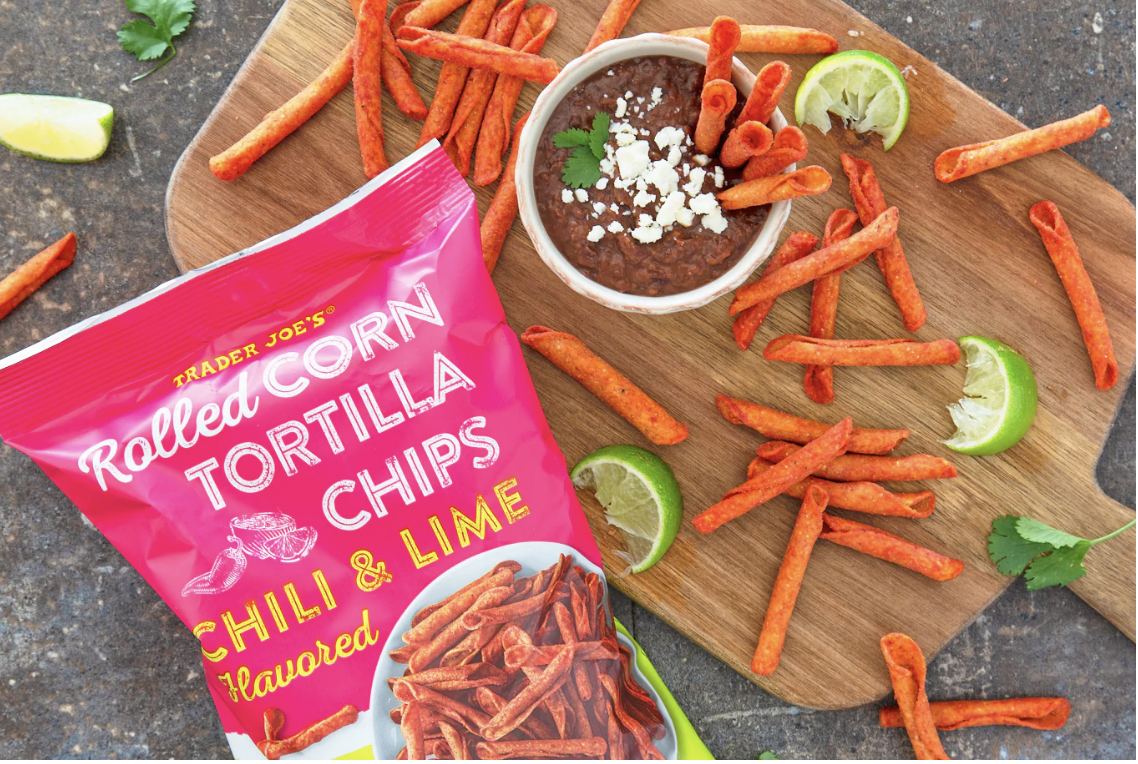 TRADER JOE'S®
Rolled CORN
TORTILLA
CHIPS
CHILI & LIME
Flavored